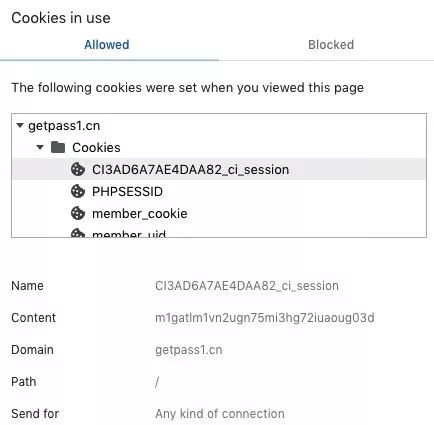 Cookies in use
Allowed Blocked
The following cookies were set when you viewed this page
getpass1.cn
Cookies
CI3AD6A7AE4DAA82_ci_session
PHPSESSID
member_cookie
member_uid
Name CI3AD6A7AE4DAA82_ci_session
Content m1gatlm1vn2ugn75mi3hg72iuaoug03d
Domain getpass1.cn
Path /
Send for Any kind of connection